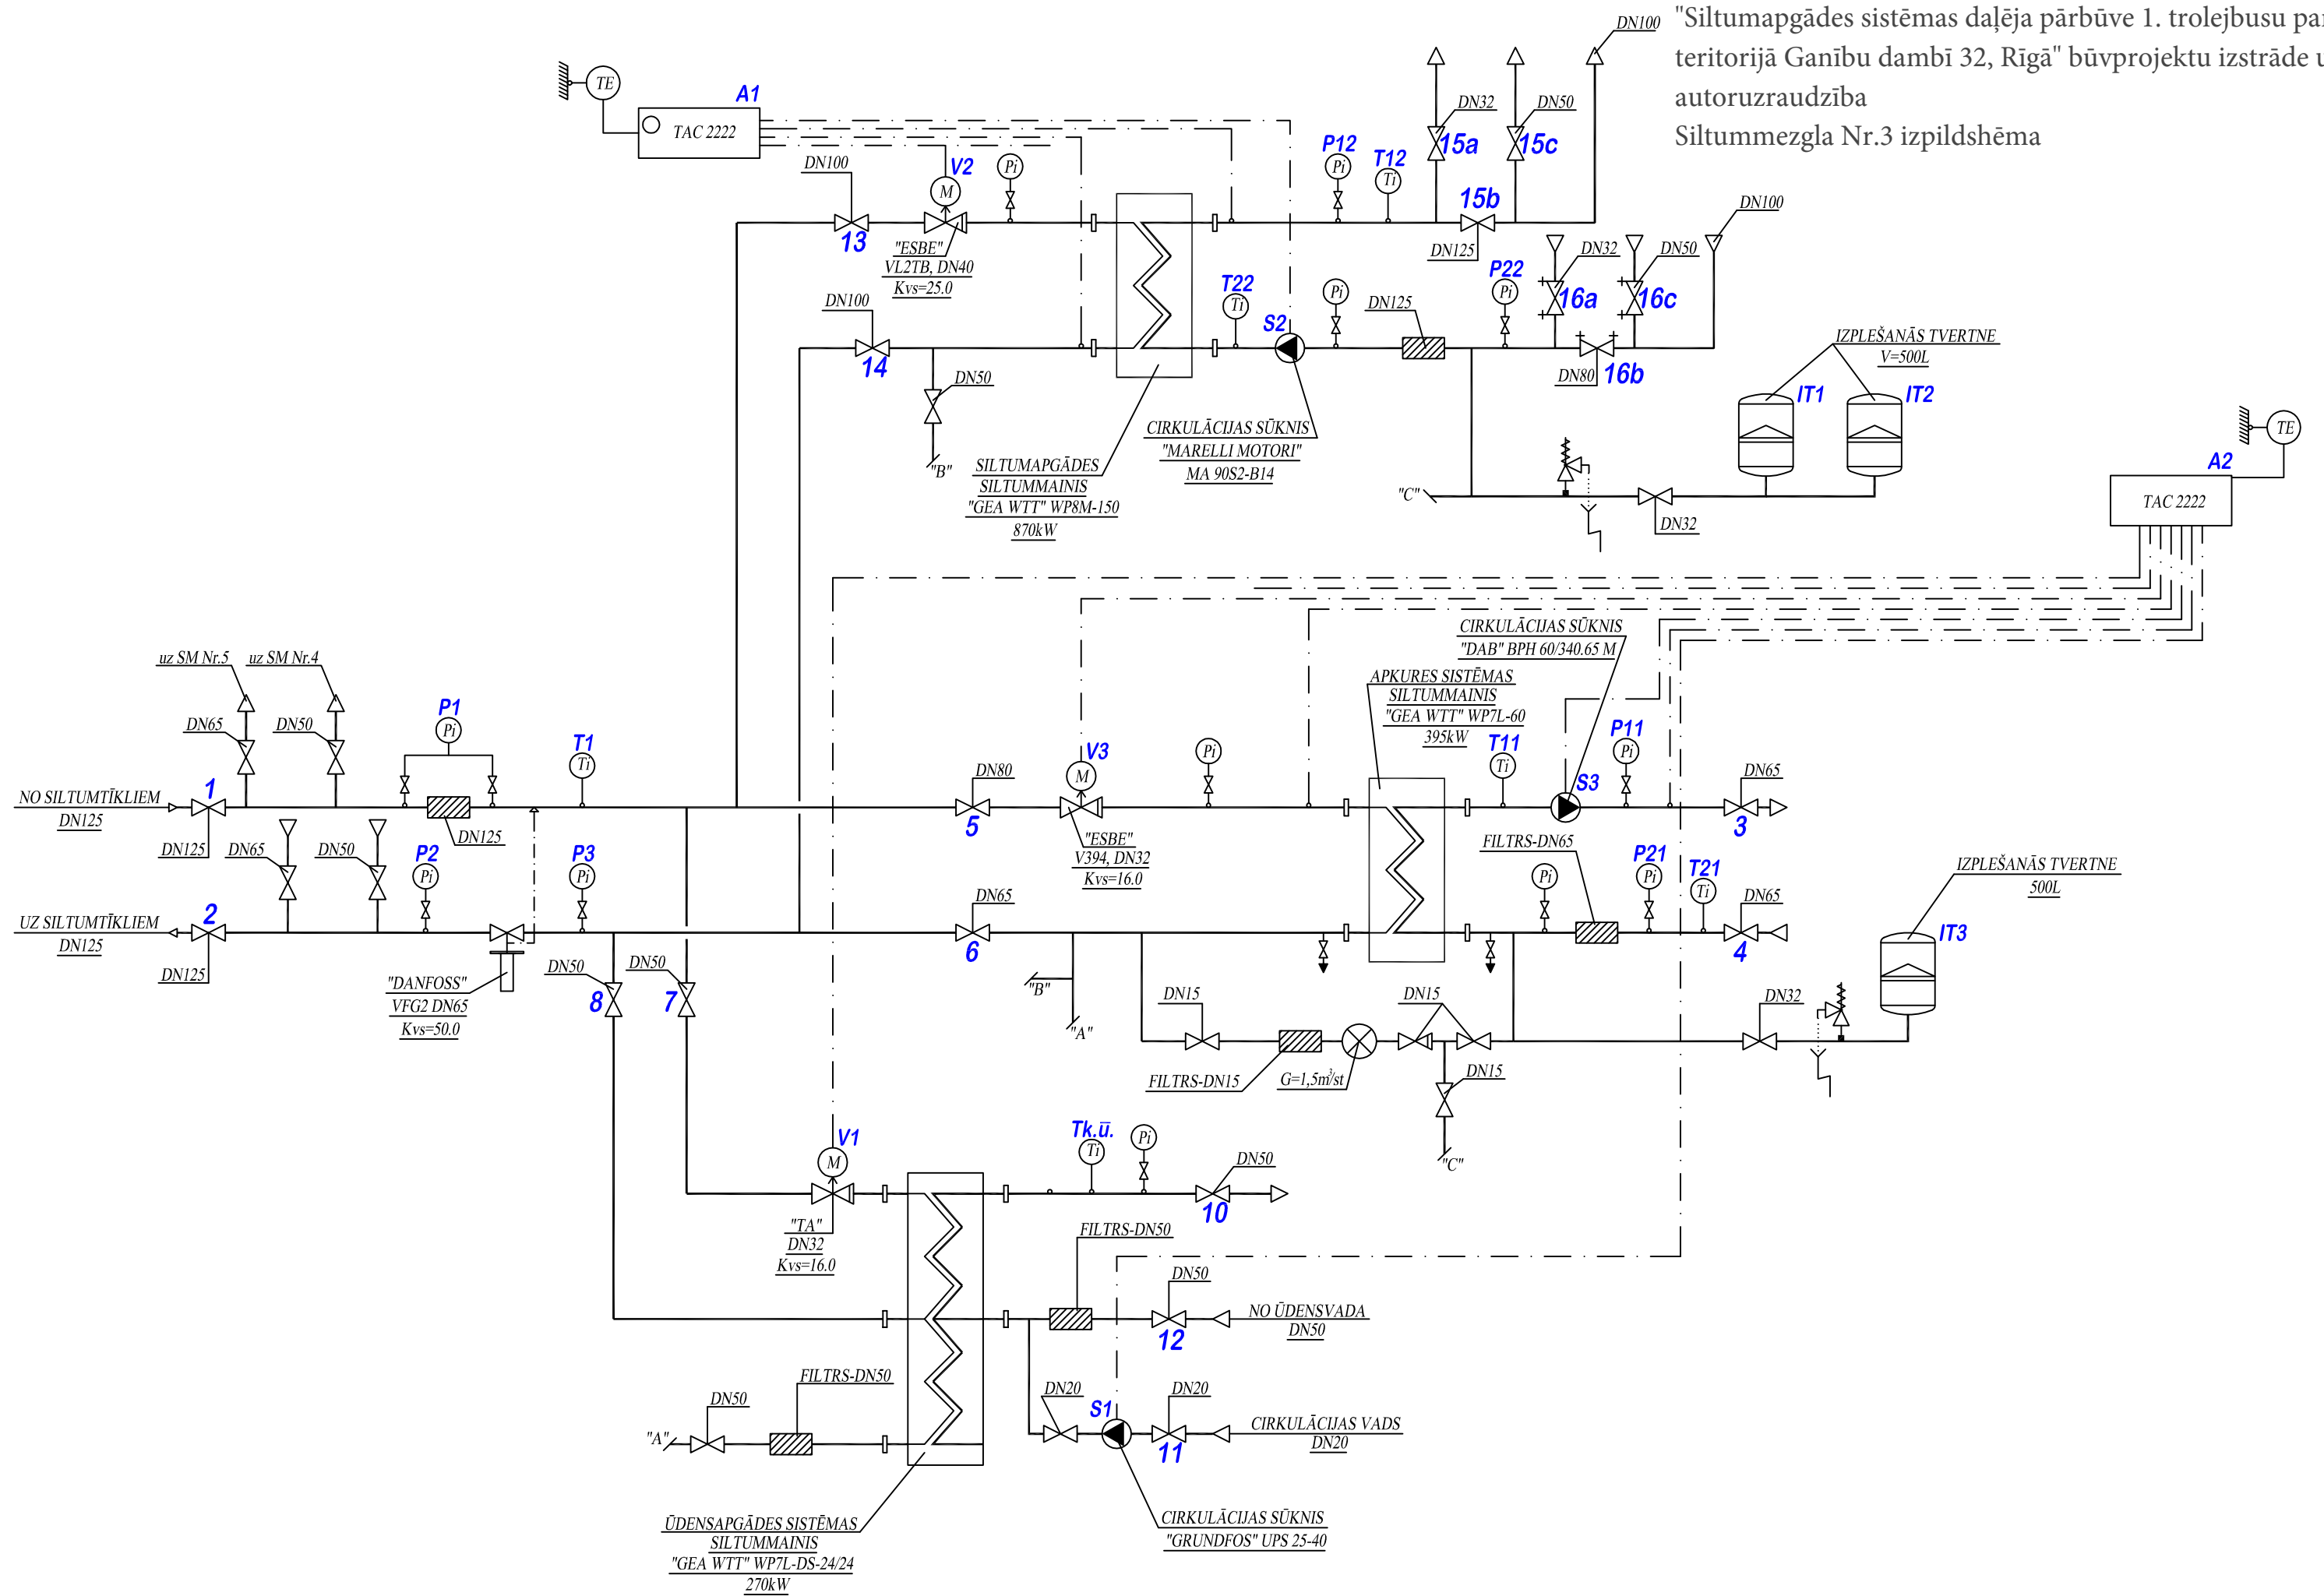 "Siltumapgādes sistēmas daļēja pārbūve 1. trolejbusu
teritorijā Ganību dambī 32, Rīgā" būvprojektu izstrāde
autoruzraudzība
Siltummezgla Nr.3 izpildshēma
DN100
TE
A1
TAC 2222
DN32
DN50
15a
15c
P12
Pi
T12
Ti
15b
DN125
DN100
V2
M
Pi
13
"ESBE"
VL2TB, DN40
Kvs=25.0
DN100
DN32
DN50
16a
16c
P22
Pi
T22
Ti
Pi
S2
DN125
DN100
14
DN80
16b
DN50
"B"
IZPLEŠANĀS TVERTNE
V=500L
IT1
IT2
CIRKULĀCIJAS SŪKNIS
"MARELLI MOTORI"
MA 90S2-B14
SILTUMAPGĀDES
SILTUMMAINIS
"GEA WTT" WP8M-150
870kW
"C"
DN32
TE
A2
TAC 2222
CIRKULĀCIJAS SŪKNIS
"DAB" BPH 60/340.65 M
APKURES SISTĒMAS
SILTUMMAINIS
"GEA WTT" WP7L-60
395kW
uz SM Nr.5
uz SM Nr.4
DN65
DN50
P1
Pi
T1
Ti
1
NO SILTUMTĪKLIEM
DN125
DN125
DN125
DN80
5
V3
M
"ESBE"
V394, DN32
Kvs=16.0
Pi
T11
Ti
S3
P11
Pi
DN65
3
DN65
DN50
P2
Pi
P3
Pi
2
UZ SILTUMTĪKLIEM
DN125
DN125
"DANFOSS"
VFG2 DN65
Kvs=50.0
DN65
6
FILTRS-DN65
Pi
P21
Pi
T21
Ti
DN65
4
IZPLEŠANĀS TVERTNE
500L
IT3
DN50
8
DN50
7
"B"
"A"
DN15
FILTRS-DN15
G=1,5m³/st
DN15
DN15
"C"
DN32
V1
M
"TA"
DN32
Kvs=16.0
Tk.ū.
Ti
Pi
DN50
10
FILTRS-DN50
DN50
12
NO ŪDENSVADA
DN50
DN50
"A"
FILTRS-DN50
DN20
S1
DN20
11
CIRKULĀCIJAS VADS
DN20
ŪDENSAPGĀDES SISTĒMAS
SILTUMMAINIS
"GEA WTT" WP7L-DS-24/24
270kW
CIRKULĀCIJAS SŪKNIS
"GRUNDFOS" UPS 25-40